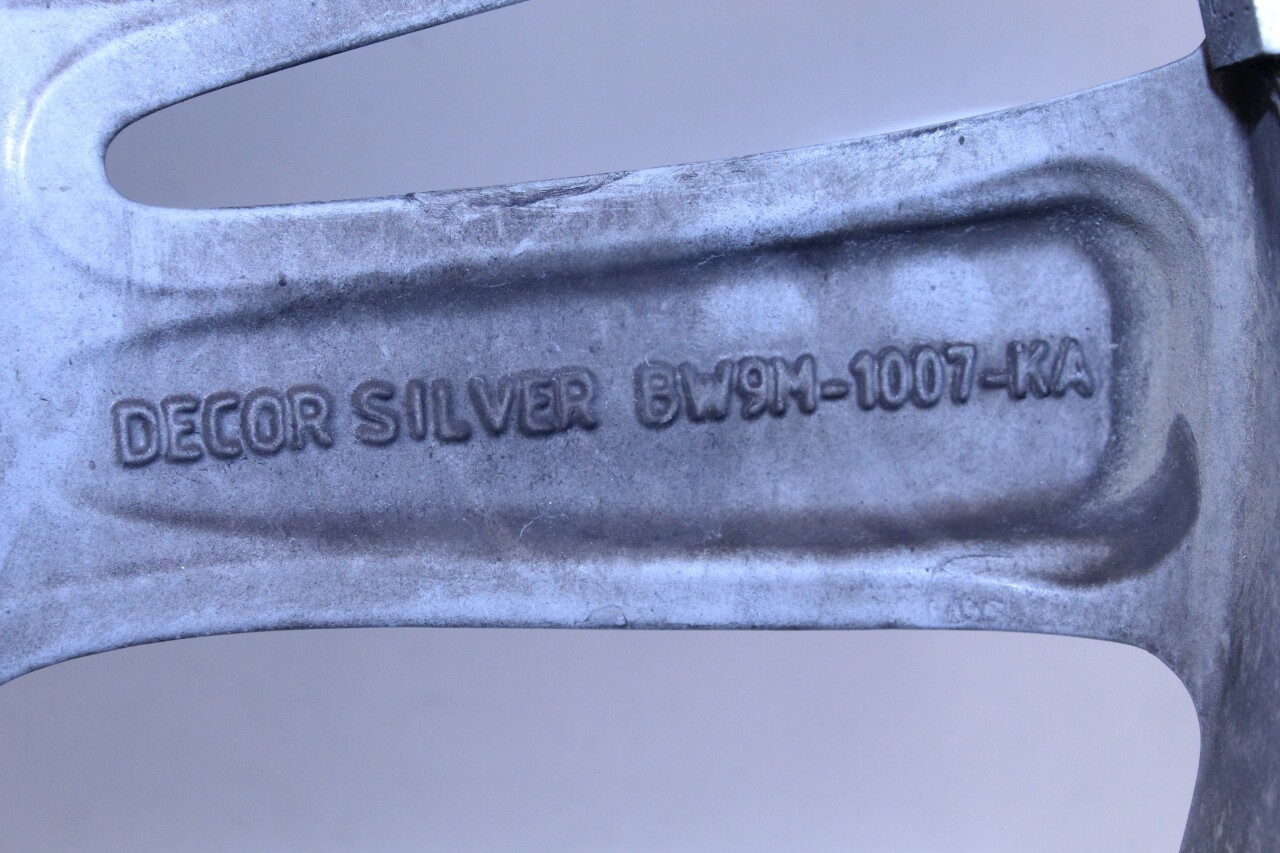 DECOR SILVER BW9M-1007-KA